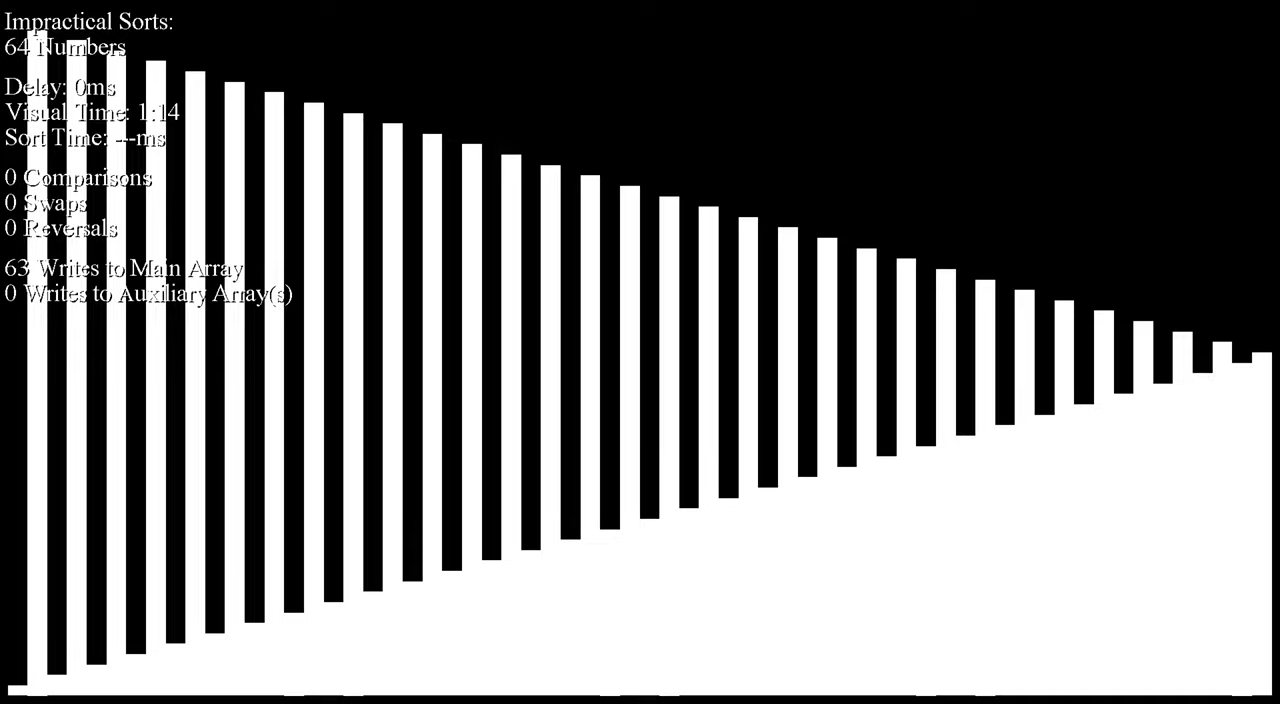 Impractical Sorts:
64 Numbers
Delay: 0ms
Visual Time: 1:14
Sort Time: ---ms
0 Comparisons
0 Swaps
0 Reversals
63 Writes to Main Array
0 Writes to Auxiliary Array(s)